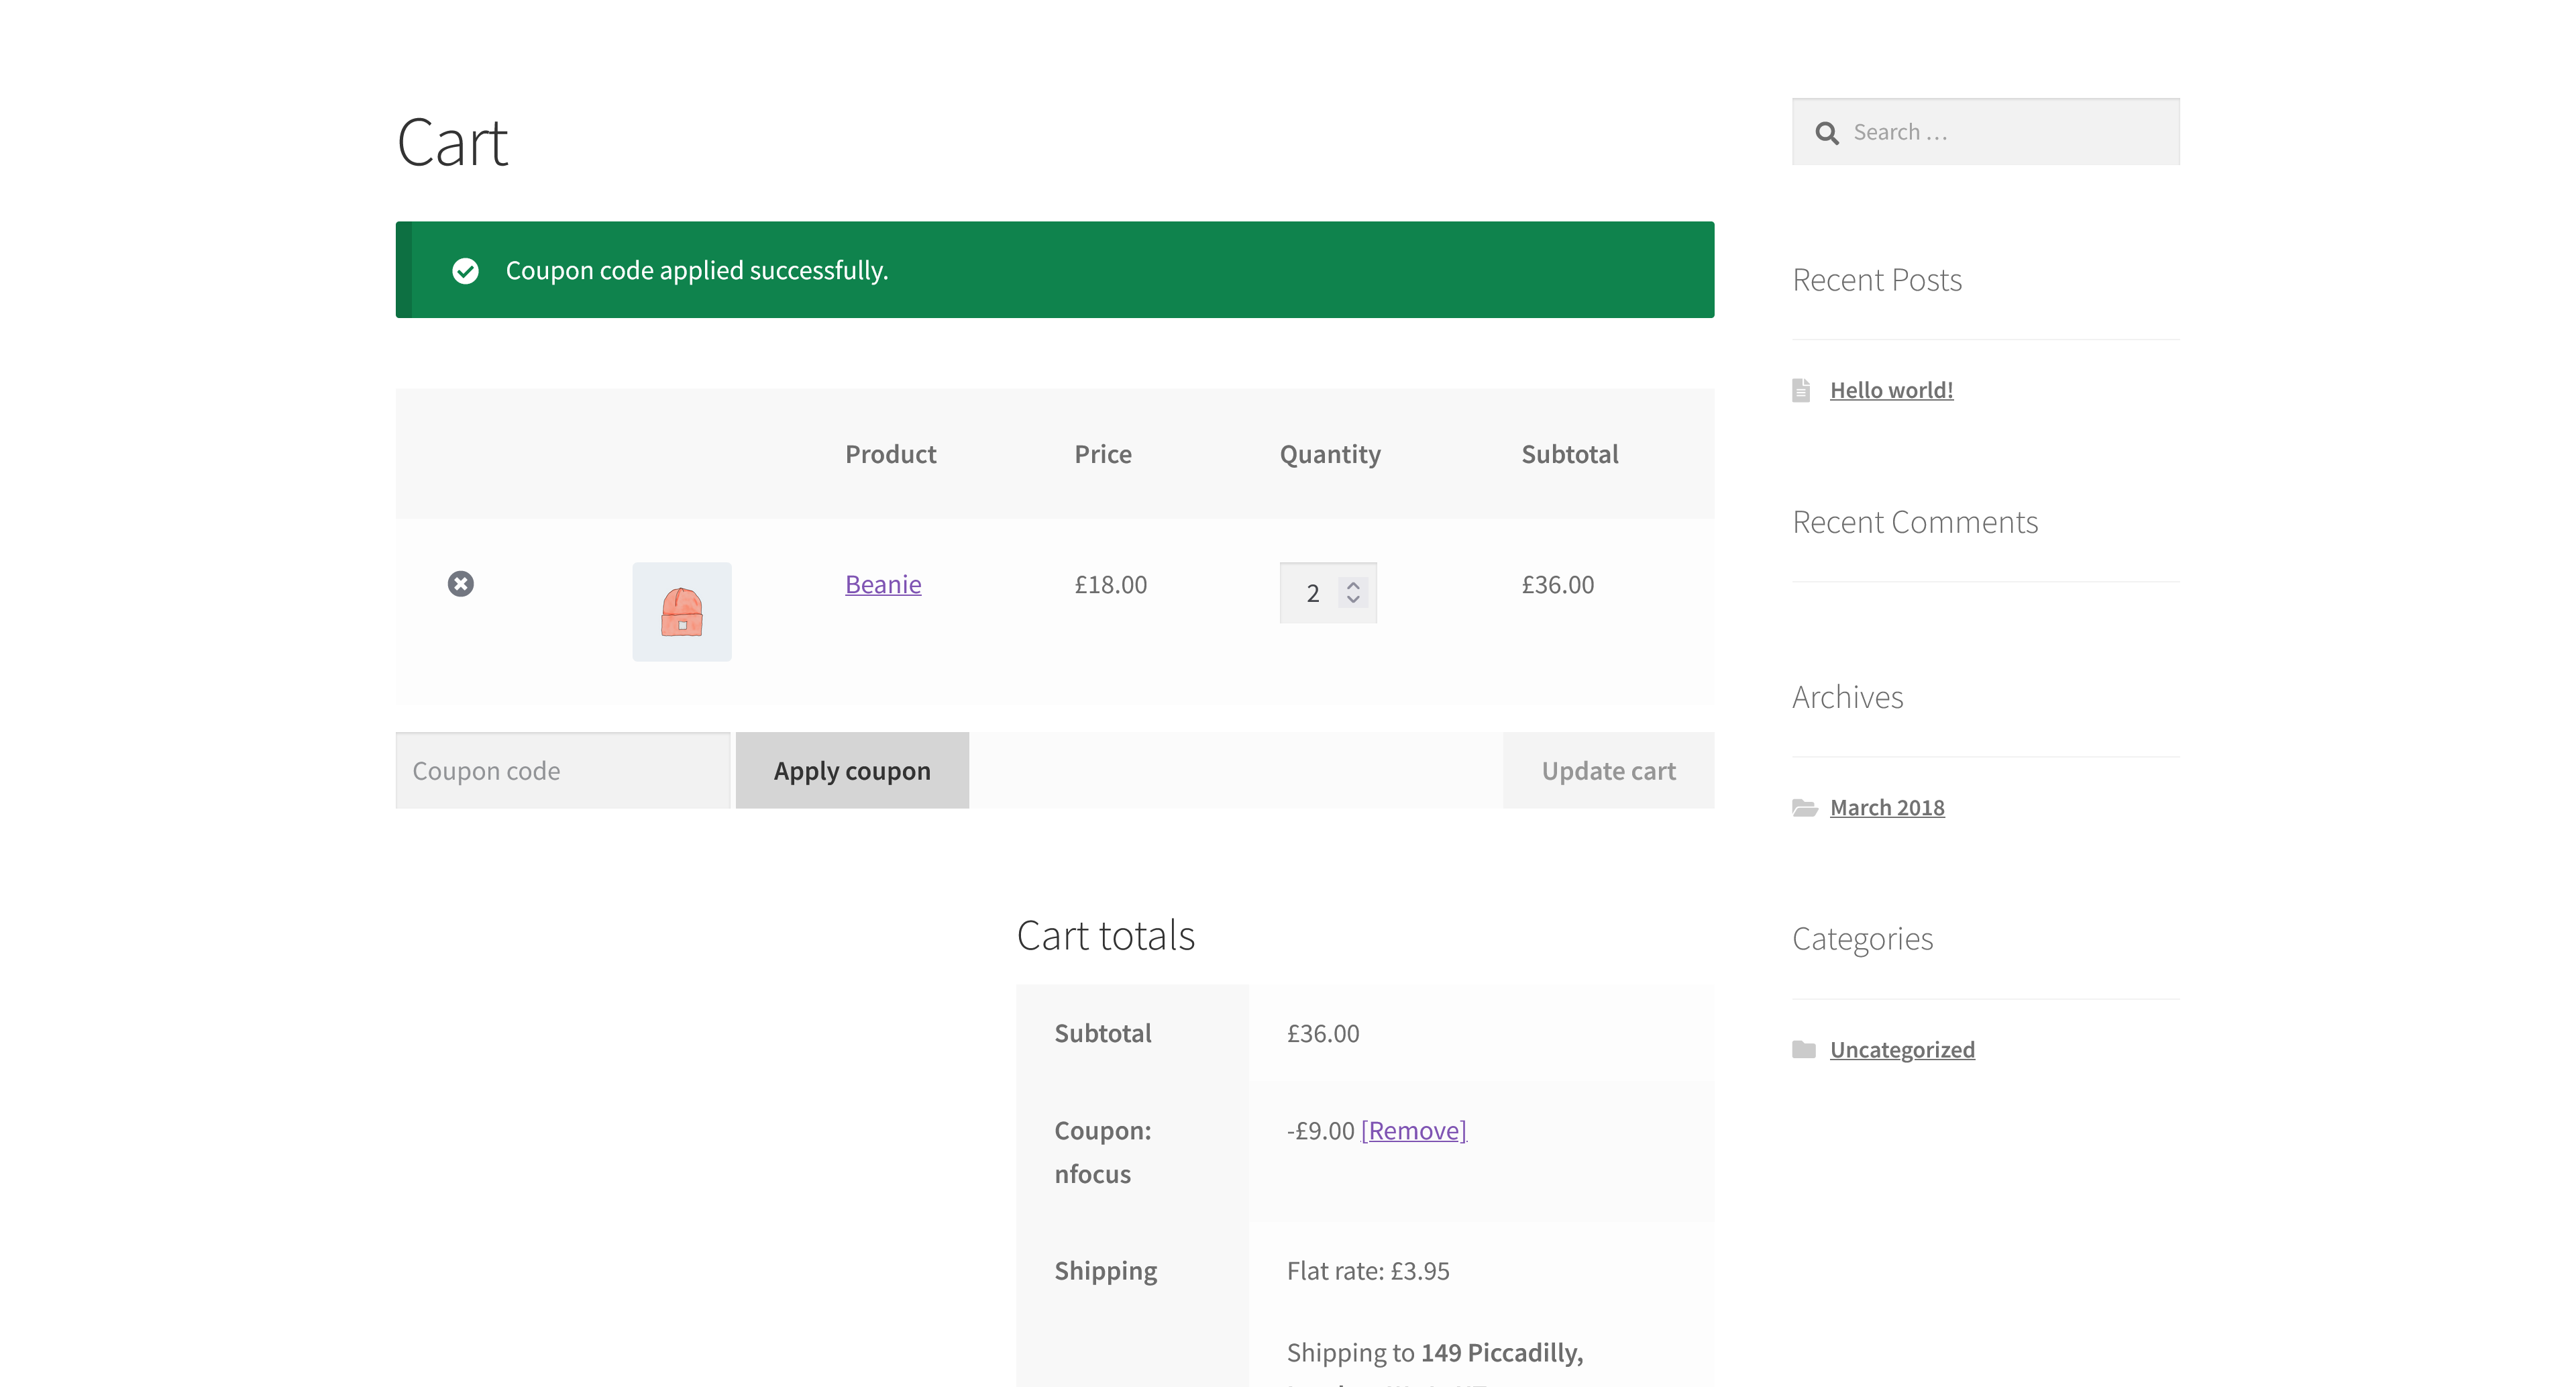 Cart
Coupon code applied successfully.
Product Price Quantity Subtotal
Beanie £18.00 2 £36.00
Coupon code Apply coupon Update cart
Cart totals
Subtotal £36.00
Coupon: -£9.00 [Remove]
nfocus
Shipping Flat rate: £3.95
Shipping to 149 Piccadilly,
Search …
Recent Posts
Hello world!
Recent Comments
Archives
March 2018
Categories
Uncategorized